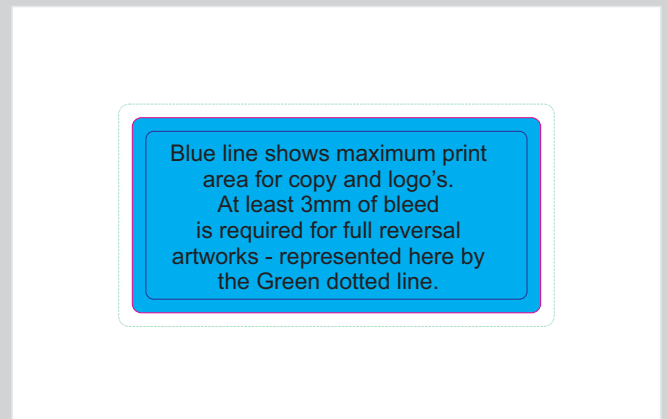 Blue line shows maximum print
area for copy and logo’s.
At least 3mm of bleed
is required for full reversal
artworks - represented here by
the Green dotted line.